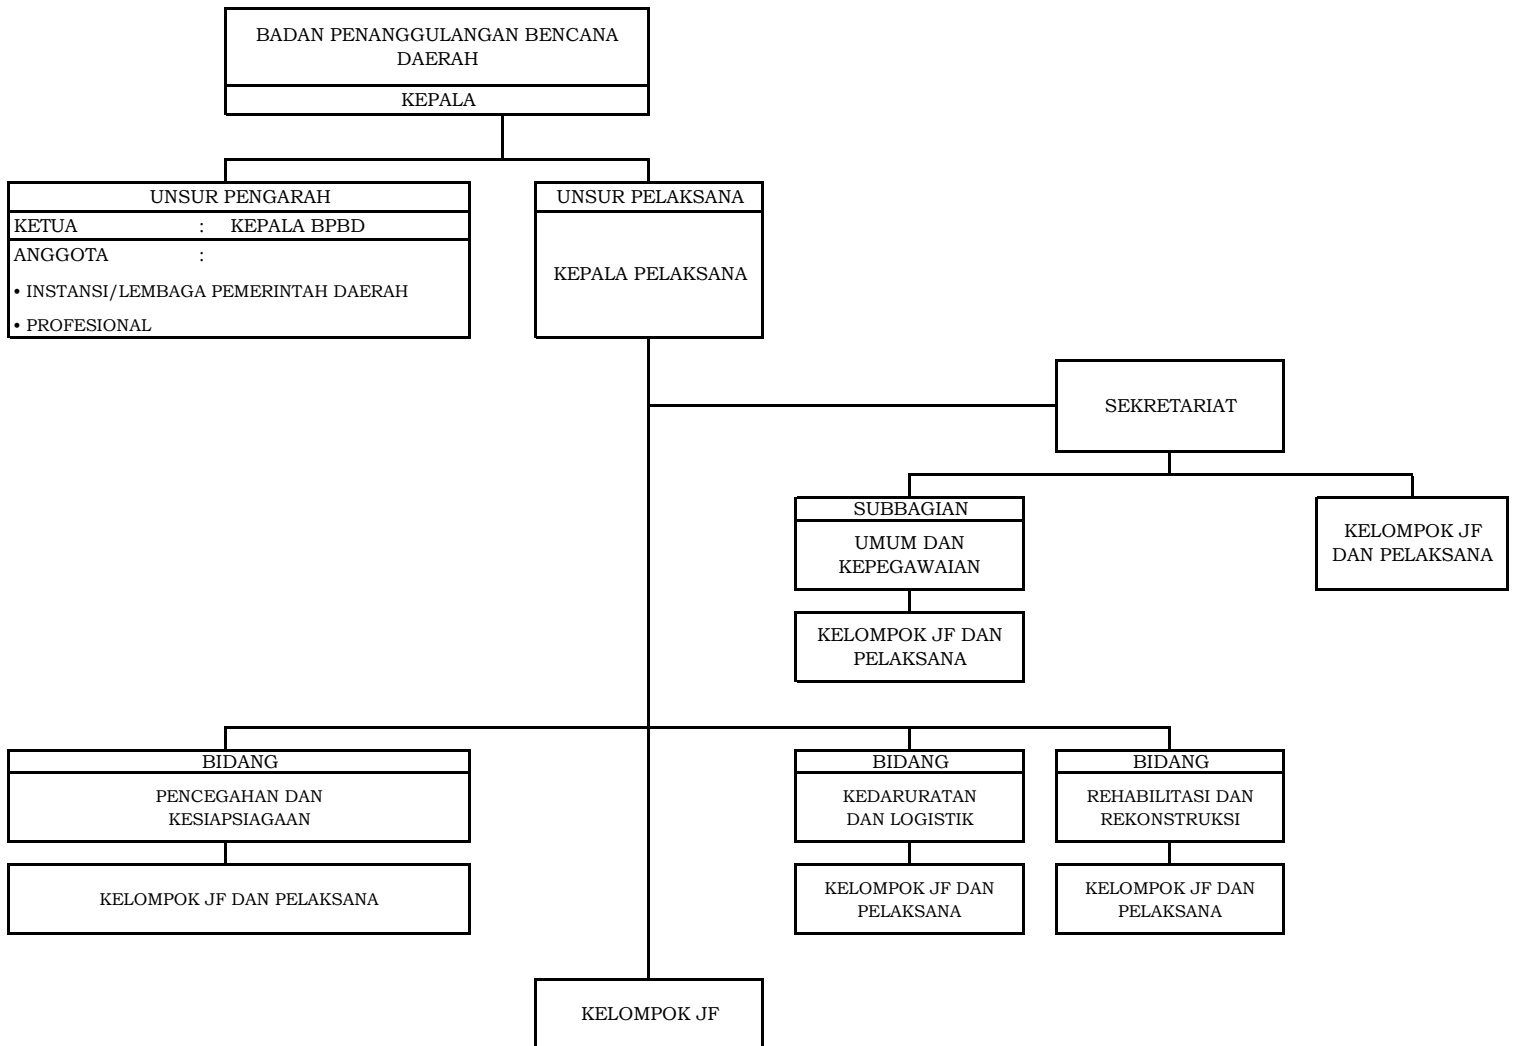 BADAN PENANGGULANGAN BENCANA
DAERAH
KEPALA
UNSUR PENGARAH
KETUA : KEPALA BPBD
ANGGOTA :
• INSTANSI/LEMBAGA PEMERINTAH DAERAH
• PROFESIONAL
UNSUR PELAKSANA
KEPALA PELAKSANA
SEKRETARIAT
SUBBAGIAN
UMUM DAN
KEPEGAWAIAN
KELOMPOK JF DAN
PELAKSANA
KELOMPOK JF
DAN PELAKSANA
BIDANG
PENCEGAHAN DAN
KESIAPSIAGAAN
KELOMPOK JF DAN PELAKSANA
BIDANG
KEDARURATAN
DAN LOGISTIK
KELOMPOK JF DAN
PELAKSANA
BIDANG
REHABILITASI DAN
REKONSTRUKSI
KELOMPOK JF DAN
PELAKSANA
KELOMPOK JF